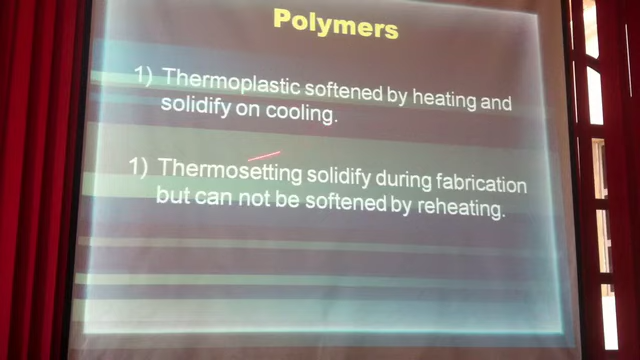 Polymers
1) Thermoplastic softened by heating and
solidify on cooling.
1) Thermosetting solidify during fabrication
but can not be softened by reheating.